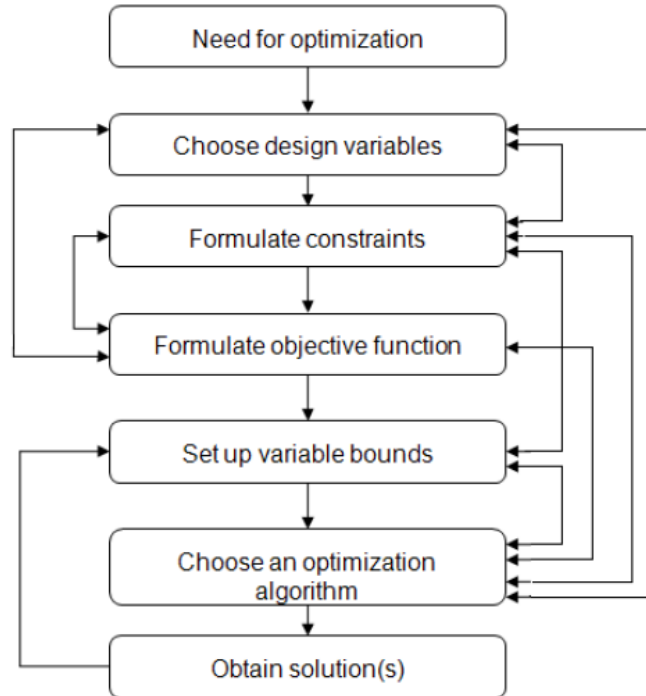 Need for optimization
Choose design variables
Formulate constraints
Formulate objective function
Set up variable bounds
Choose an optimization
algorithm
Obtain solution(s)